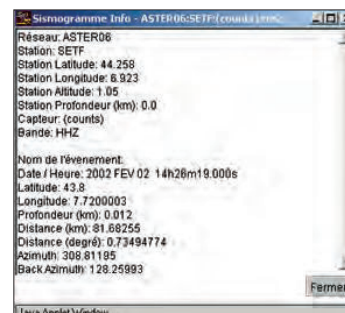 Sismogramme Info - ASTER06:SETF:(counts)
Réseau: ASTER06
Station: SETF
Station Latitude: 44.258
Station Longitude: 6.923
Station Altitude: 1.05
Station Profondeur (km): 0.0
Capteur: (counts)
Bande: HHZ
Nom de l'évenement:
Date / Heure: 2002 FEV 02 14h28m19.000s
Latitude: 43.8
Longitude: 7.7200003
Profondeur (km): 0.012
Distance (km): 81.68255
Distance (degré): 0.73494774
Azimuth: 308.81195
Back Azimuth: 128.25993
Fermer
Java Applet Window